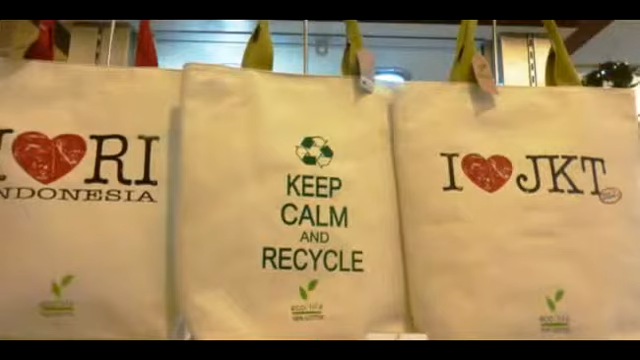 I ♥ RI
INDONESIA
KEEP
CALM
AND
RECYCLE
I ♥ JKT